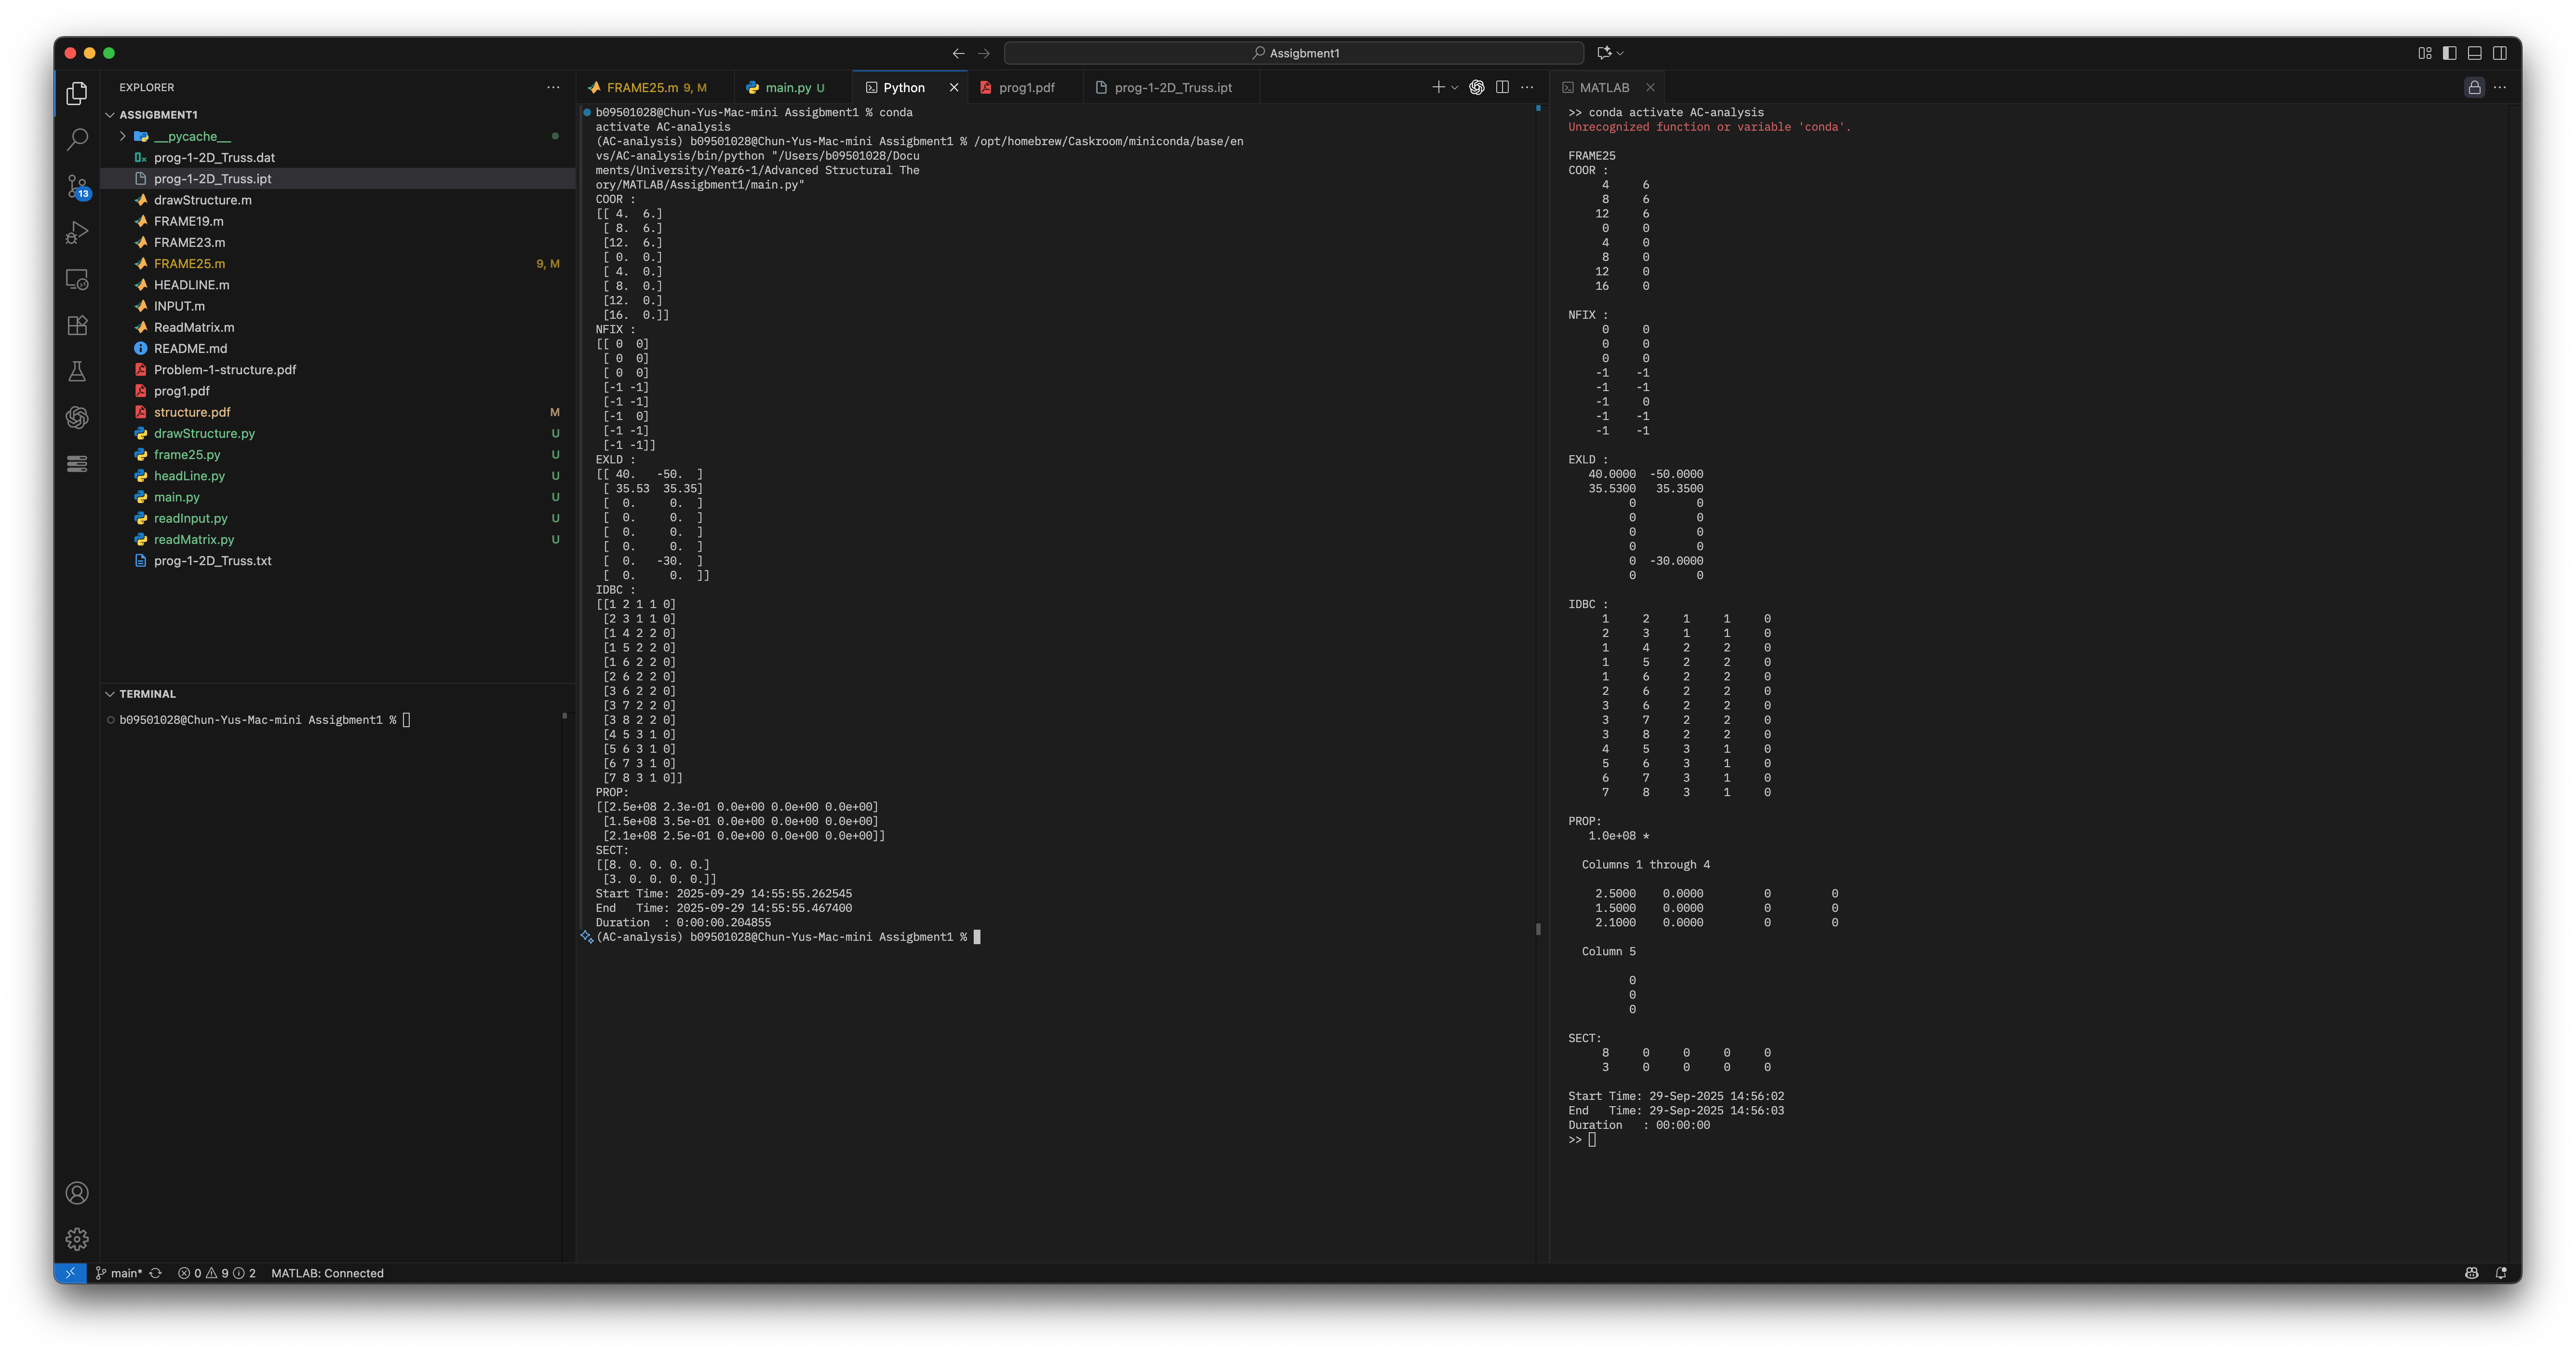 Assigbment1
EXPLORER
ASSIGBMENT1
__pycache__
prog-1-2D_Truss.dat
prog-1-2D_Truss.ipt
drawStructure.m
FRAME19.m
FRAME23.m
FRAME25.m 9, M
HEADLINE.m
INPUT.m
ReadMatrix.m
README.md
Problem-1-structure.pdf
prog1.pdf
structure.pdf M
drawStructure.py U
frame25.py U
headLine.py U
main.py U
readInput.py U
readMatrix.py U
prog-1-2D_Truss.txt
13
TERMINAL
b09501028@Chun-Yus-Mac-mini Assigbment1 %
FRAME25.m 9, M main.py U Python prog1.pdf prog-1-2D_Truss.ipt
b09501028@Chun-Yus-Mac-mini Assigbment1 % conda
activate AC-analysis
(AC-analysis) b09501028@Chun-Yus-Mac-mini Assigbment1 % /opt/homebrew/Caskroom/miniconda/base/en
vs/AC-analysis/bin/python "/Users/b09501028/Docu
ments/University/Year6-1/Advanced Structural The
ory/MATLAB/Assigbment1/main.py"
COOR :
[[ 4.  6.]
[ 8.  6.]
[12.  6.]
[ 0.  0.]
[ 4.  0.]
[ 8.  0.]
[12.  0.]
[16.  0.]]
NFIX :
[[ 0  0]
[ 0  0]
[ 0  0]
[-1 -1]
[-1 -1]
[-1  0]
[-1 -1]
[-1 -1]]
EXLD :
[[ 40.   -50.  ]
[ 35.53  35.35]
[  0.     0.  ]
[  0.     0.  ]
[  0.     0.  ]
[  0.     0.  ]
[  0.   -30.  ]
[  0.     0.  ]]
IDBC :
[[1 2 1 1 0]
[2 3 1 1 0]
[1 4 2 2 0]
[1 5 2 2 0]
[1 6 2 2 0]
[2 6 2 2 0]
[3 6 2 2 0]
[3 7 2 2 0]
[3 8 2 2 0]
[4 5 3 1 0]
[5 6 3 1 0]
[6 7 3 1 0]
[7 8 3 1 0]]
PROP:
[[2.5e+08 2.3e-01 0.0e+00 0.0e+00 0.0e+00]
[1.5e+08 3.5e-01 0.0e+00 0.0e+00 0.0e+00]
[2.1e+08 2.5e-01 0.0e+00 0.0e+00 0.0e+00]]
SECT:
[[8. 0. 0. 0. 0.]
[3. 0. 0. 0. 0.]]
Start Time: 2025-09-29 14:55:55.262545
End   Time: 2025-09-29 14:55:55.467400
Duration  : 0:00:00.204855
(AC-analysis) b09501028@Chun-Yus-Mac-mini Assigbment1 %
MATLAB
>> conda activate AC-analysis
Unrecognized function or variable 'conda'.
FRAME25
COOR :
4 6
8 6
12 6
0 0
4 0
8 0
12 0
16 0
NFIX :
0 0
0 0
0 0
-1 -1
-1 -1
-1 0
-1 -1
-1 -1
EXLD :
40.0000 -50.0000
35.5300 35.3500
0 0
0 0
0 0
0 0
0 -30.0000
0 0
IDBC :
1 2 1 1 0
2 3 1 1 0
1 4 2 2 0
1 5 2 2 0
1 6 2 2 0
2 6 2 2 0
3 6 2 2 0
3 7 2 2 0
3 8 2 2 0
4 5 3 1 0
5 6 3 1 0
6 7 3 1 0
7 8 3 1 0
PROP:
1.0e+08 *
Columns 1 through 4
2.5000 0.0000 0 0
1.5000 0.0000 0 0
2.1000 0.0000 0 0
Column 5
0
0
0
SECT:
8 0 0 0 0
3 0 0 0 0
Start Time: 29-Sep-2025 14:56:02
End   Time: 29-Sep-2025 14:56:03
Duration   : 00:00:00
>>
main* 0 9 2 MATLAB: Connected